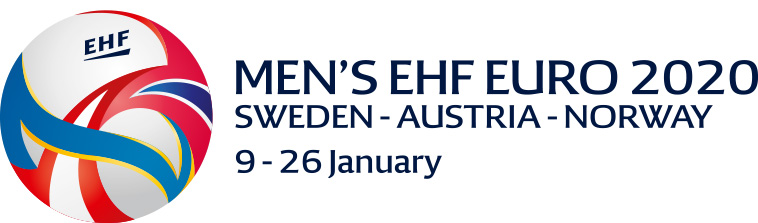 EHF
MEN'S EHF EURO 2020
SWEDEN - AUSTRIA - NORWAY
9 - 26 January